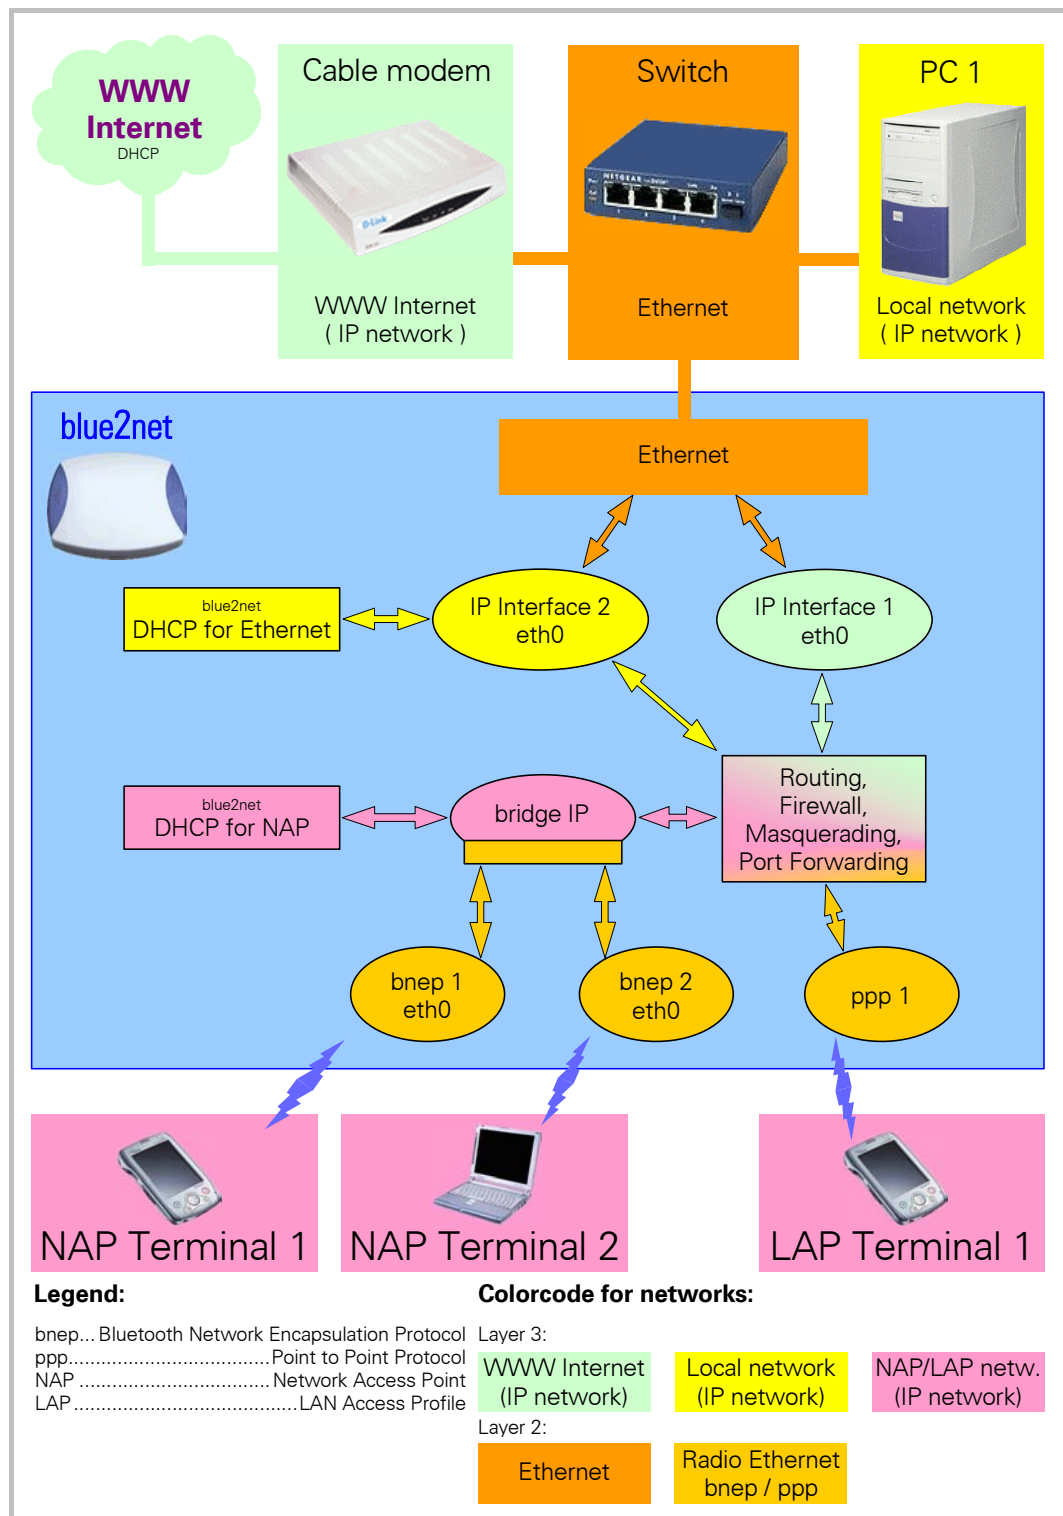 WWW
Internet
DHCP
Cable modem
Switch
PC 1
D-Link
NETGEAR
WWW Internet
( IP network )
Ethernet
Local network
( IP network )
blue2net
Ethernet
blue2net
DHCP for Ethernet
IP Interface 2
eth0
IP Interface 1
eth0
blue2net
DHCP for NAP
bridge IP
Routing,
Firewall,
Masquerading,
Port Forwarding
bnep 1
eth0
bnep 2
eth0
ppp 1
NAP Terminal 1
NAP Terminal 2
LAP Terminal 1
Legend:
bnep... Bluetooth Network Encapsulation Protocol
ppp.....................................Point to Point Protocol
NAP ...................................Network Access Point
LAP .........................................LAN Access Profile
Colorcode for networks:
Layer 3:
WWW Internet
(IP network)
Local network
(IP network)
NAP/LAP netw.
(IP network)
Layer 2:
Ethernet
Radio Ethernet
bnep / ppp